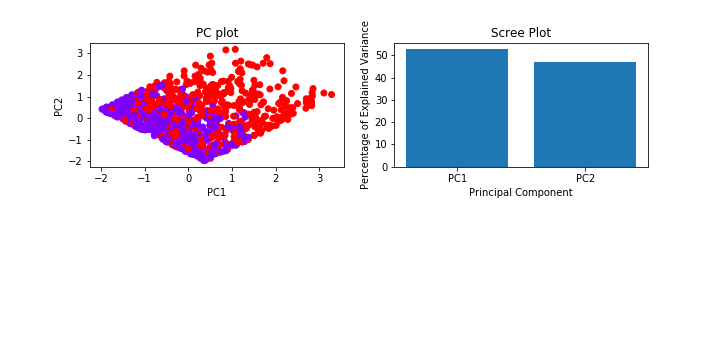 PC plot
PC2
3
2
1
0
−1
−2
−2
−1
0
1
2
3
PC1
Scree Plot
Percentage of Explained Variance
50
40
30
20
10
0
PC1
PC2
Principal Component